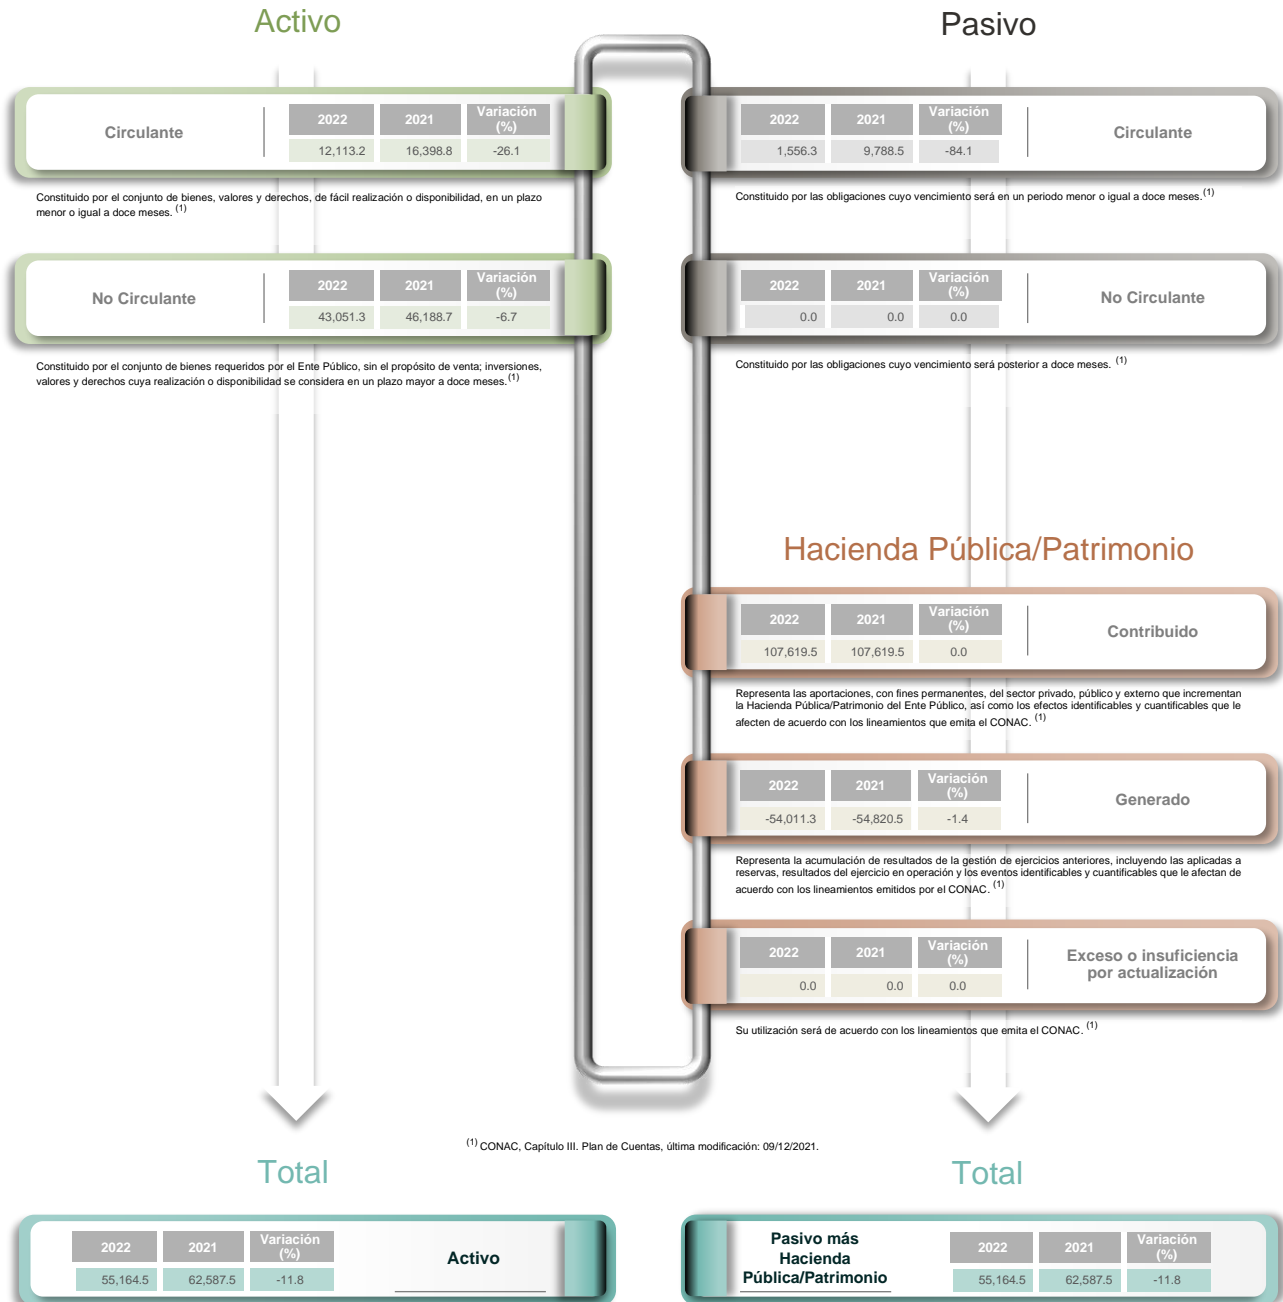 Activo
Circulante
2022 2021 Variación (%)
12,113.2 16,398.8 -26.1
Constituido por el conjunto de bienes, valores y derechos, de fácil realización o disponibilidad, en un plazo
menor o igual a doce meses. (1)
No Circulante
2022 2021 Variación (%)
43,051.3 46,188.7 -6.7
Constituido por el conjunto de bienes requeridos por el Ente Público, sin el propósito de venta; inversiones,
valores y derechos cuya realización o disponibilidad se considera en un plazo mayor a doce meses. (1)
Pasivo
2022 2021 Variación (%)
1,556.3 9,788.5 -84.1
Circulante
Constituido por las obligaciones cuyo vencimiento será en un periodo menor o igual a doce meses. (1)
2022 2021 Variación (%)
0.0 0.0 0.0
No Circulante
Constituido por las obligaciones cuyo vencimiento será posterior a doce meses. (1)
Hacienda Pública/Patrimonio
2022 2021 Variación (%)
107,619.5 107,619.5 0.0
Contribuido
Representa las aportaciones, con fines permanentes, del sector privado, público y externo que incrementan
la Hacienda Pública/Patrimonio del Ente Público, así como los efectos identificables y cuantificables que le
afecten de acuerdo con los lineamientos que emita el CONAC. (1)
2022 2021 Variación (%)
-54,011.3 -54,820.5 -1.4
Generado
Representa la acumulación de resultados de la gestión de ejercicios anteriores, incluyendo las aplicadas a
reservas, resultados del ejercicio en operación y los eventos identificables y cuantificables que le afectan de
acuerdo con los lineamientos emitidos por el CONAC. (1)
2022 2021 Variación (%)
0.0 0.0 0.0
Exceso o insuficiencia
por actualización
Su utilización será de acuerdo con los lineamientos que emita el CONAC. (1)
(1) CONAC, Capítulo III. Plan de Cuentas, última modificación: 09/12/2021.
Total
2022 2021 Variación (%)
55,164.5 62,587.5 -11.8
Activo
Total
Pasivo más
Hacienda
Pública/Patrimonio
2022 2021 Variación (%)
55,164.5 62,587.5 -11.8